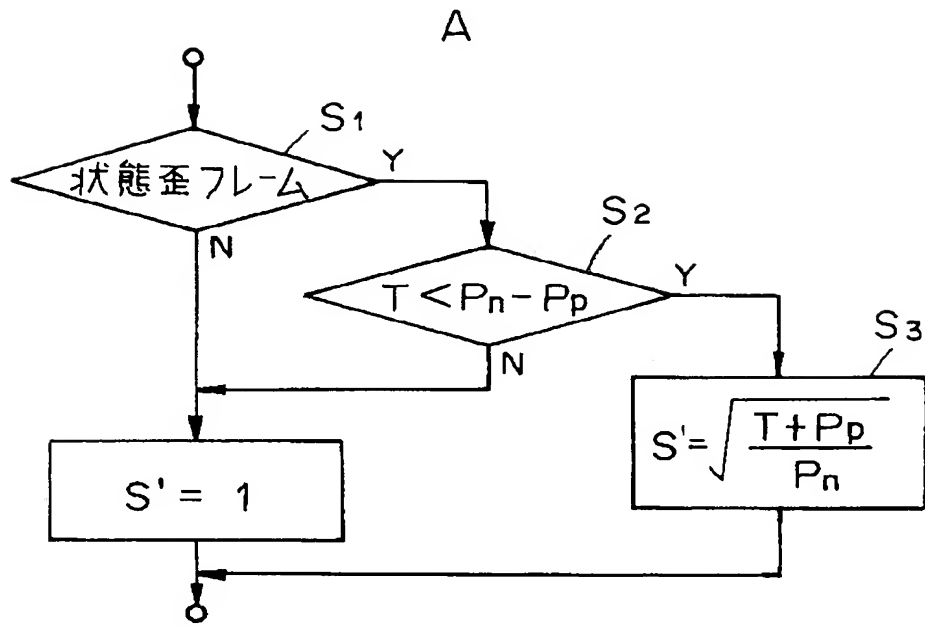 A
S1
状態歪フレーム
Y
N
S2
T<Pn-Pp
Y
N
S3
S'=√((T+Pp)/Pn)
S' = 1